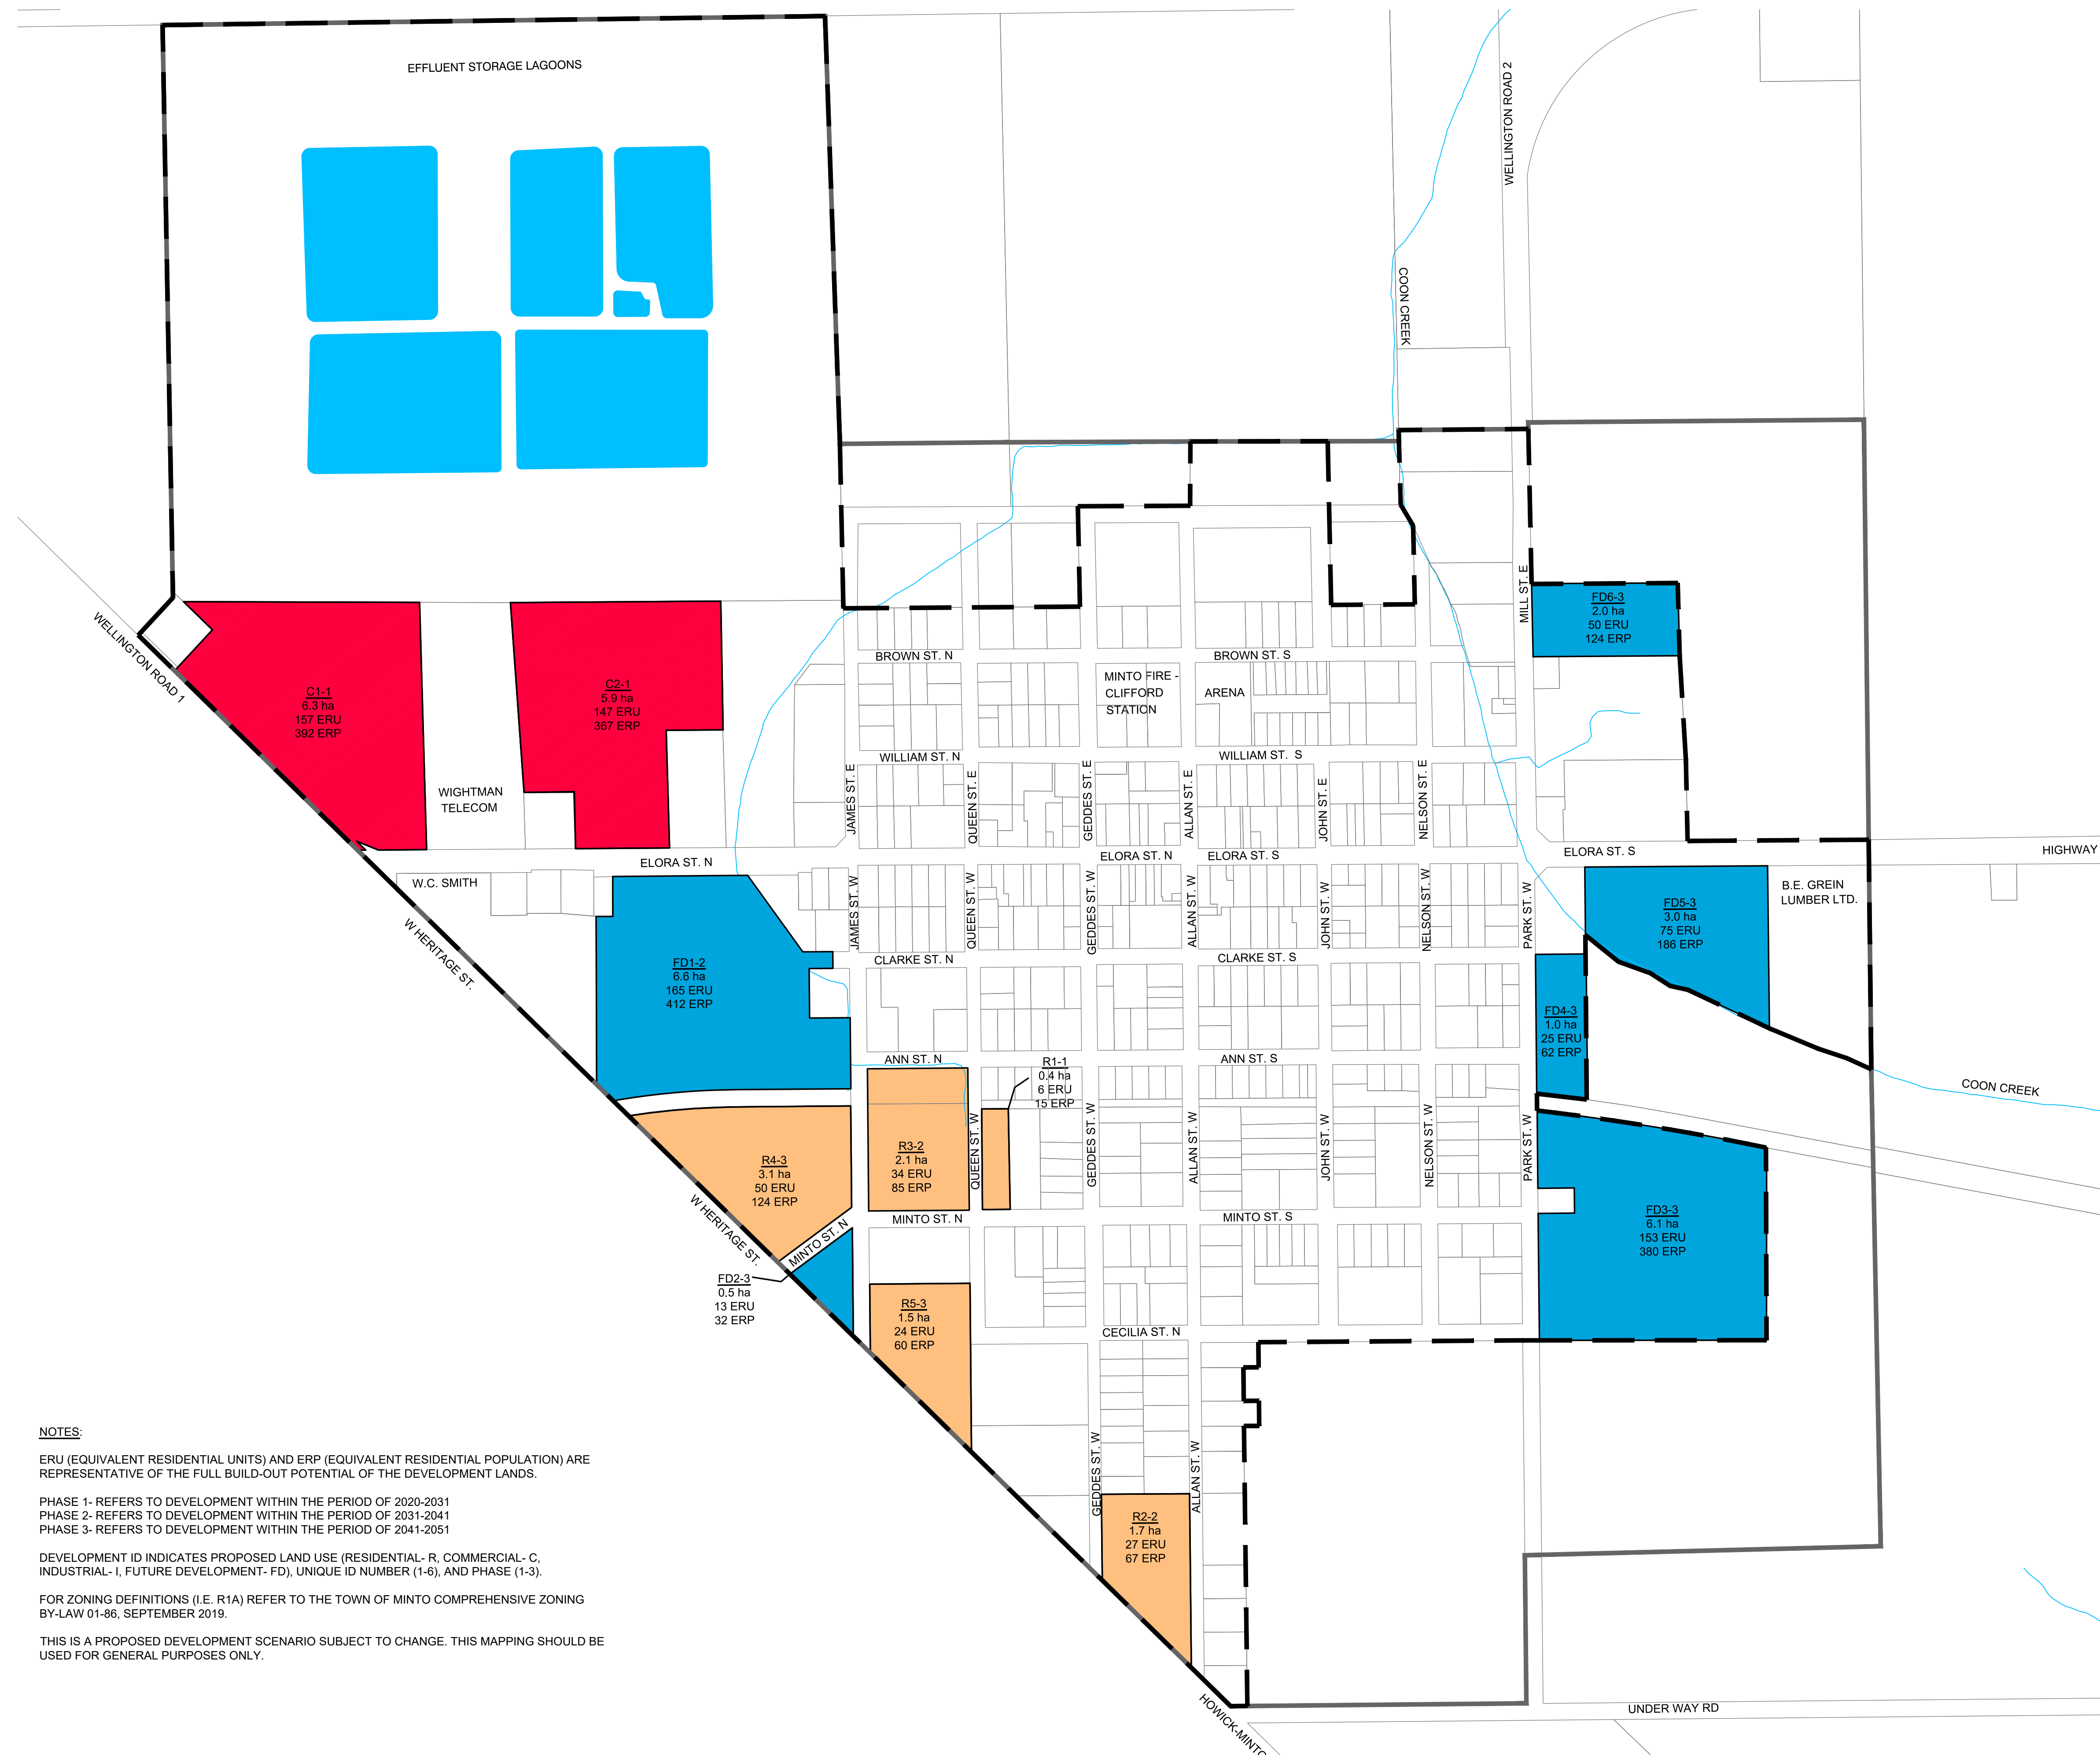 EFFLUENT STORAGE LAGOONS
WELLINGTON ROAD 2
COON CREEK
WELLINGTON ROAD 1
C1-1
6.3 ha
157 ERU
392 ERP
WIGHTMAN
TELECOM
C2-1
5.9 ha
147 ERU
367 ERP
BROWN ST. N
MINTO FIRE -
CLIFFORD
STATION
ARENA
BROWN ST. S
MILL ST. E
FD6-3
2.0 ha
50 ERU
124 ERP
WILLIAM ST. N
WILLIAM ST. S
JAMES ST. E
QUEEN ST. E
GEDDES ST. E
ALLAN ST. E
JOHN ST. E
NELSON ST. E
ELORA ST. N
ELORA ST. N
ELORA ST. S
ELORA ST. S
HIGHWAY
W.C. SMITH
W HERITAGE ST.
JAMES ST. W
QUEEN ST. W
GEDDES ST. W
ALLAN ST. W
JOHN ST. W
NELSON ST. W
PARK ST. W
FD5-3
3.0 ha
75 ERU
186 ERP
B.E. GREIN
LUMBER LTD.
FD1-2
6.6 ha
165 ERU
412 ERP
CLARKE ST. N
CLARKE ST. S
FD4-3
1.0 ha
25 ERU
62 ERP
ANN ST. N
R1-1
0.4 ha
6 ERU
15 ERP
ANN ST. S
COON CREEK
R4-3
3.1 ha
50 ERU
124 ERP
R3-2
2.1 ha
34 ERU
85 ERP
QUEEN ST. W
GEDDES ST. W
ALLAN ST. W
JOHN ST. W
NELSON ST. W
PARK ST. W
W HERITAGE ST.
MINTO ST. N
MINTO ST. N
MINTO ST. S
FD3-3
6.1 ha
153 ERU
380 ERP
FD2-3
0.5 ha
13 ERU
32 ERP
R5-3
1.5 ha
24 ERU
60 ERP
CECILIA ST. N
GEDDES ST. W
ALLAN ST. W
R2-2
1.7 ha
27 ERU
67 ERP
HOWICK-MINTO
UNDER WAY RD
NOTES:
ERU (EQUIVALENT RESIDENTIAL UNITS) AND ERP (EQUIVALENT RESIDENTIAL POPULATION) ARE
REPRESENTATIVE OF THE FULL BUILD-OUT POTENTIAL OF THE DEVELOPMENT LANDS.
PHASE 1- REFERS TO DEVELOPMENT WITHIN THE PERIOD OF 2020-2031
PHASE 2- REFERS TO DEVELOPMENT WITHIN THE PERIOD OF 2031-2041
PHASE 3- REFERS TO DEVELOPMENT WITHIN THE PERIOD OF 2041-2051
DEVELOPMENT ID INDICATES PROPOSED LAND USE (RESIDENTIAL- R, COMMERCIAL- C,
INDUSTRIAL- I, FUTURE DEVELOPMENT- FD), UNIQUE ID NUMBER (1-6), AND PHASE (1-3).
FOR ZONING DEFINITIONS (I.E. R1A) REFER TO THE TOWN OF MINTO COMPREHENSIVE ZONING
BY-LAW 01-86, SEPTEMBER 2019.
THIS IS A PROPOSED DEVELOPMENT SCENARIO SUBJECT TO CHANGE. THIS MAPPING SHOULD BE
USED FOR GENERAL PURPOSES ONLY.